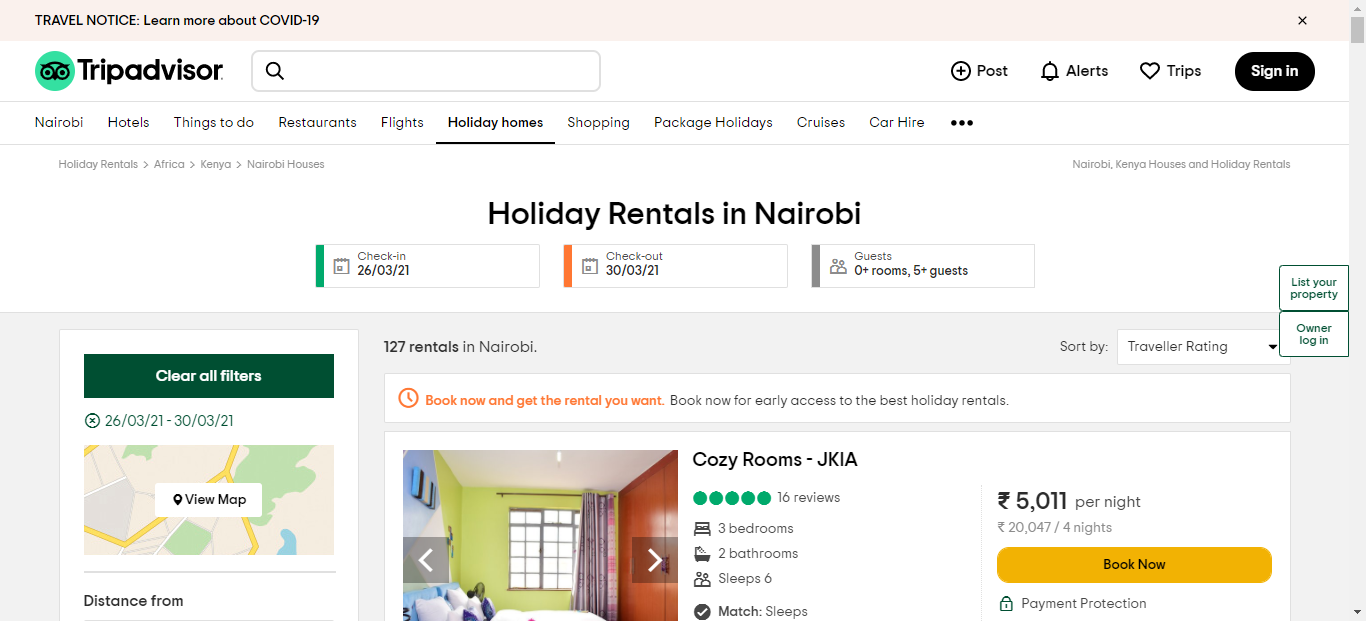 TRAVEL NOTICE: Learn more about COVID-19
Tripadvisor
Post
Alerts
Trips
Sign in
Nairobi
Hotels
Things to do
Restaurants
Flights
Holiday homes
Shopping
Package Holidays
Cruises
Car Hire
Holiday Rentals > Africa > Kenya > Nairobi Houses
Nairobi, Kenya Houses and Holiday Rentals
Holiday Rentals in Nairobi
Check-in
26/03/21
Check-out
30/03/21
Guests
0+ rooms, 5+ guests
List your
property
Owner
log in
Clear all filters
26/03/21 - 30/03/21
View Map
Distance from
127 rentals in Nairobi.
Sort by:
Traveller Rating
Book now and get the rental you want. Book now for early access to the best holiday rentals.
Cozy Rooms - JKIA
16 reviews
3 bedrooms
2 bathrooms
Sleeps 6
Match: Sleeps
₹ 5,011 per night
₹ 20,047 / 4 nights
Book Now
Payment Protection